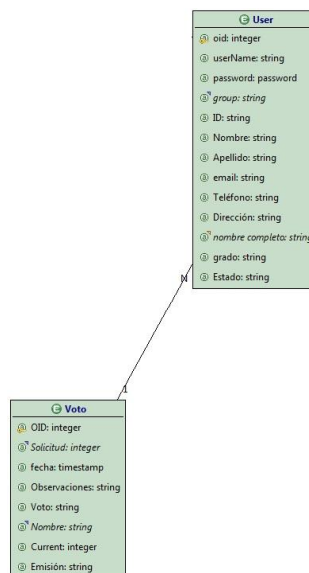 User
oid: integer
userName: string
password: password
group: string
ID: string
Nombre: string
Apellido: string
email: string
Teléfono: string
Dirección: string
nombre completo: string
grado: string
Estado: string
N
1
Voto
OID: integer
Solicitud: integer
fecha: timestamp
Observaciones: string
Voto: string
Nombre: string
Current: integer
Emisión: string